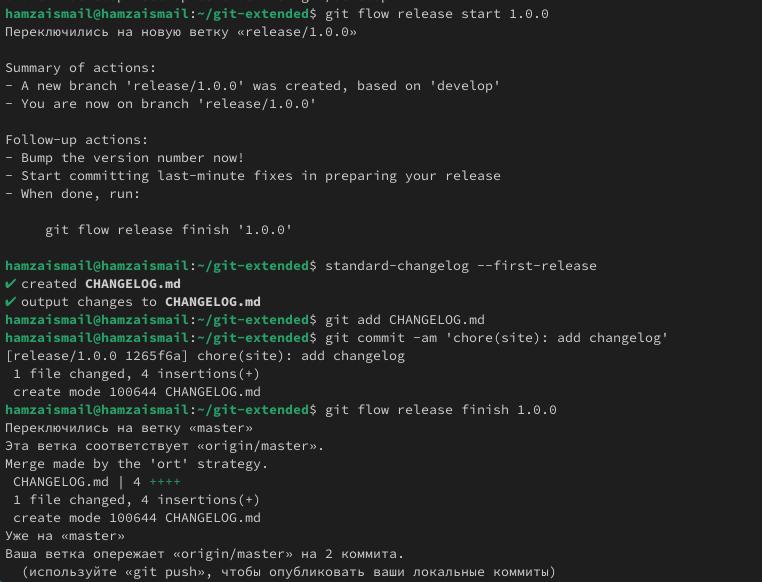 hamzaismail@hamzaismail:~/git-extended$ git flow release start 1.0.0
Переключились на новую ветку «release/1.0.0»
Summary of actions:
- A new branch 'release/1.0.0' was created, based on 'develop'
- You are now on branch 'release/1.0.0'
Follow-up actions:
- Bump the version number now!
- Start committing last-minute fixes in preparing your release
- When done, run:
git flow release finish '1.0.0'
hamzaismail@hamzaismail:~/git-extended$ standard-changelog --first-release
✔ created CHANGELOG.md
✔ output changes to CHANGELOG.md
hamzaismail@hamzaismail:~/git-extended$ git add CHANGELOG.md
hamzaismail@hamzaismail:~/git-extended$ git commit -am 'chore(site): add changelog'
[release/1.0.0 1265f6a] chore(site): add changelog
1 file changed, 4 insertions(+)
create mode 100644 CHANGELOG.md
hamzaismail@hamzaismail:~/git-extended$ git flow release finish 1.0.0
Переключились на ветку «master»
Эта ветка соответствует «origin/master».
Merge made by the 'ort' strategy.
CHANGELOG.md | 4 ++++
1 file changed, 4 insertions(+)
create mode 100644 CHANGELOG.md
Уже на «master»
Ваша ветка опережает «origin/master» на 2 коммита.
(используйте «git push», чтобы опубликовать ваши локальные коммиты)